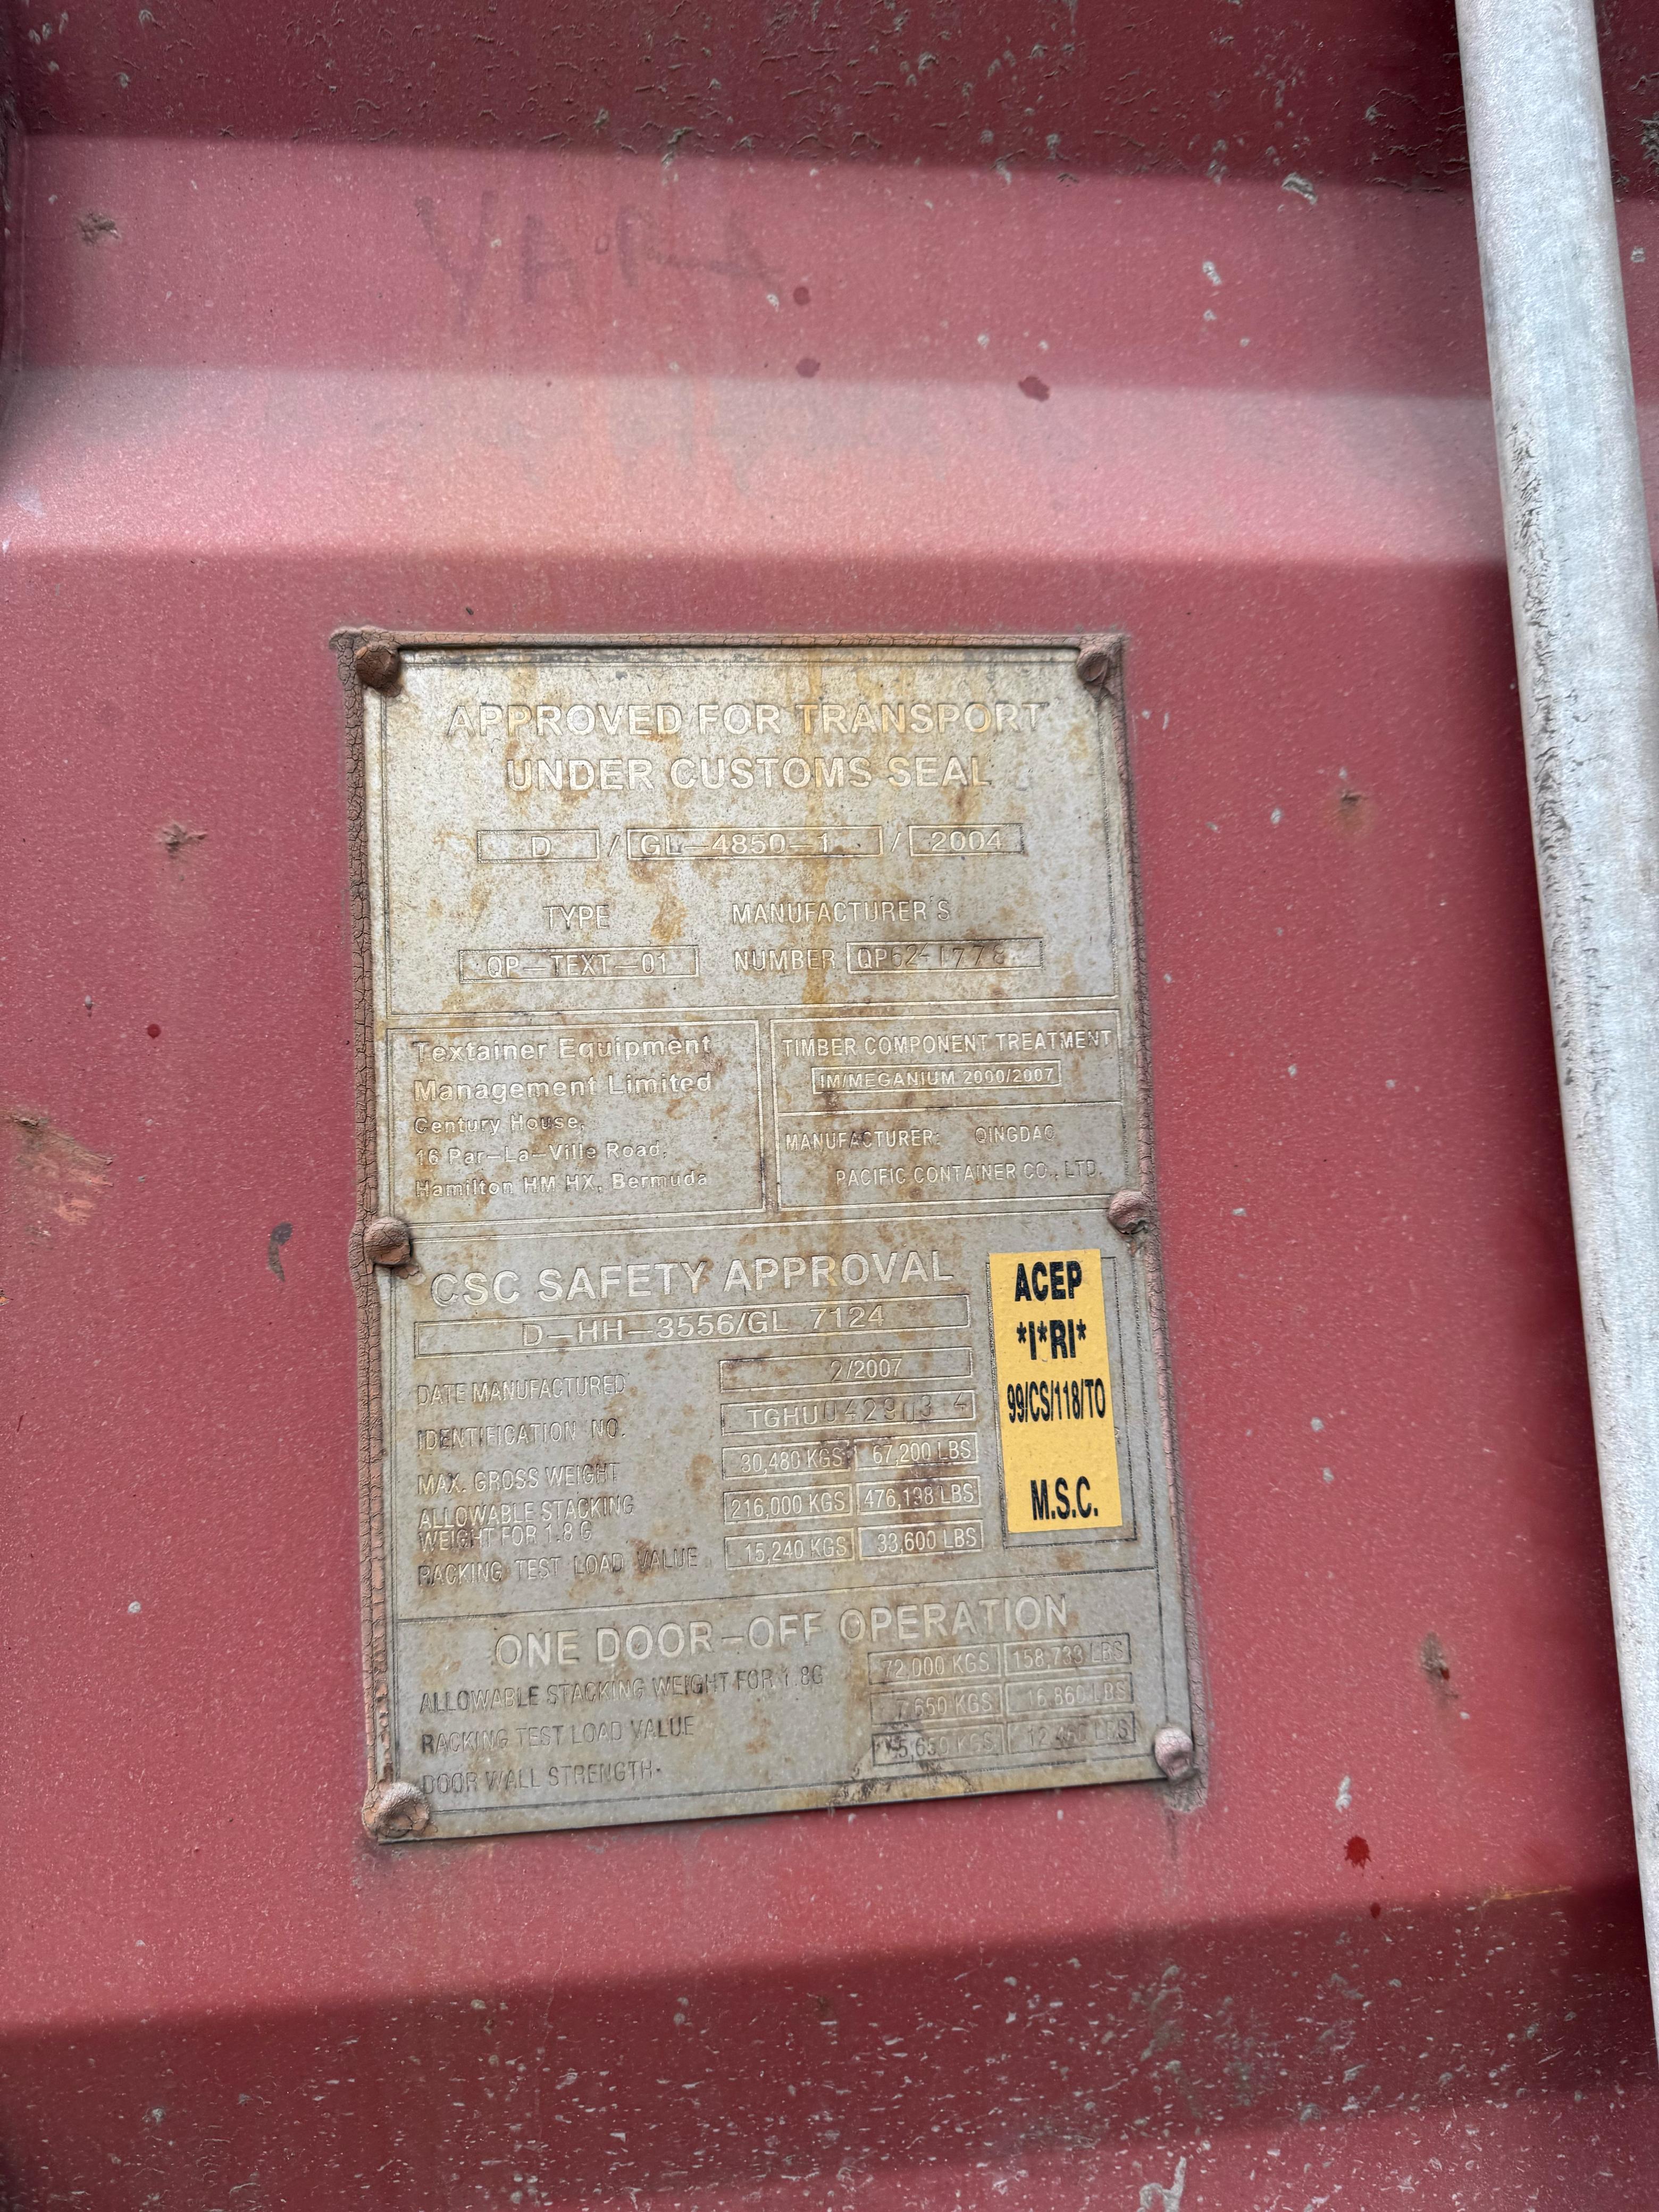 APPROVED FOR TRANSPORT
UNDER CUSTOMS SEAL
D / GL-4850-1 / 2004
TYPE MANUFACTURER'S
QP-TEXT-01 NUMBER
Textainer Equipment
Management Limited
Century House,
16 Par-La-Ville Road,
Hamilton HM HX, Bermuda
TIMBER COMPONENT TREATMENT
IM/MEGANIUM 2000/2007
MANUFACTURER: QINGDAO
PACIFIC CONTAINER CO., LTD.
CSC SAFETY APPROVAL
D-HH-3556/GL 7124
DATE MANUFACTURED 2/2007
IDENTIFICATION NO.
MAX. GROSS WEIGHT 30,480 KGS 67,200 LBS
ALLOWABLE STACKING
WEIGHT FOR 1.8 G 216,000 KGS 476,198 LBS
RACKING TEST LOAD VALUE 15,240 KGS 33,600 LBS
ACEP
*I*RI*
99/CS/118/TO
M.S.C.
ONE DOOR-OFF OPERATION
ALLOWABLE STACKING WEIGHT FOR 1.8G 72,000 KGS 158,733 LBS
RACKING TEST LOAD VALUE 7,650 KGS 16,860 LBS
DOOR WALL STRENGTH 5,650 KGS